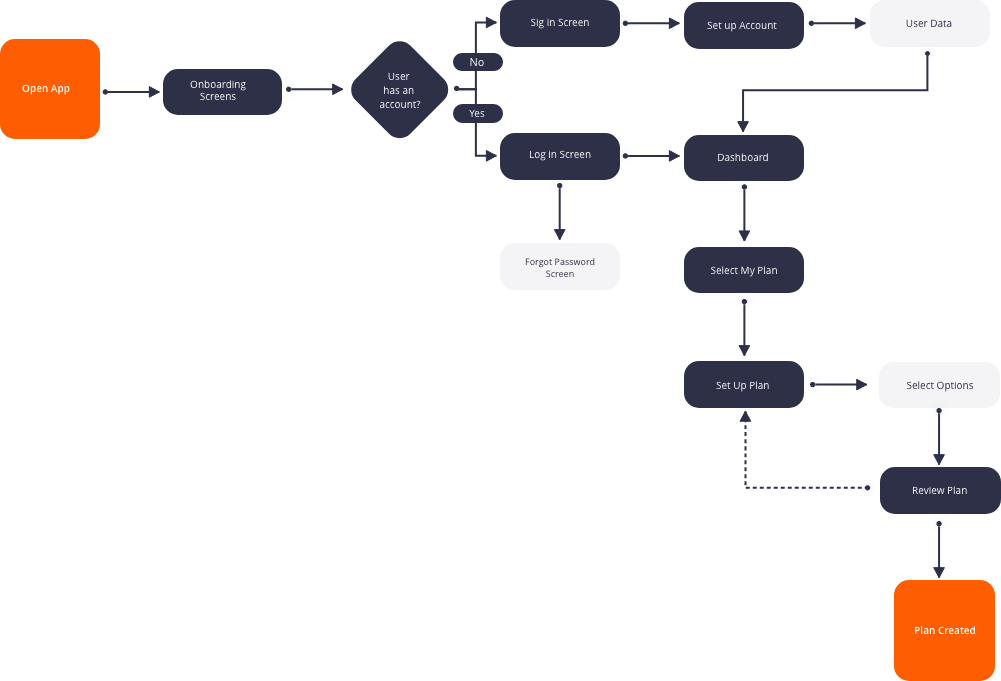 Open App
Onboarding
Screens
User
has an
account?
No
Yes
Sig in Screen
Set up Account
User Data
Log in Screen
Dashboard
Forgot Password
Screen
Select My Plan
Set Up Plan
Select Options
Review Plan
Plan Created